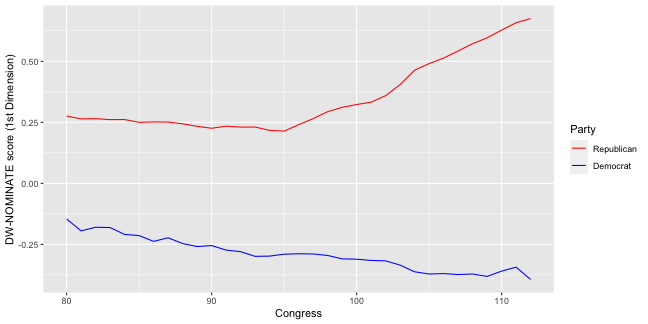 DW-NOMINATE score (1st Dimension)
0.50
0.25
0.00
-0.25
80
90
100
110
Congress
Party
Republican
Democrat